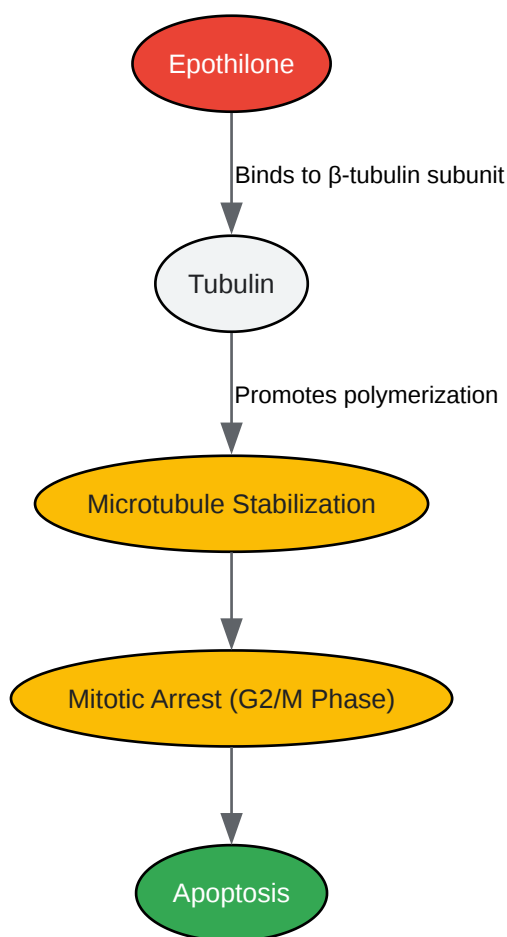 Epothilone
Binds to β-tubulin subunit
Tubulin
Promotes polymerization
Microtubule Stabilization
Mitotic Arrest (G2/M Phase)
Apoptosis